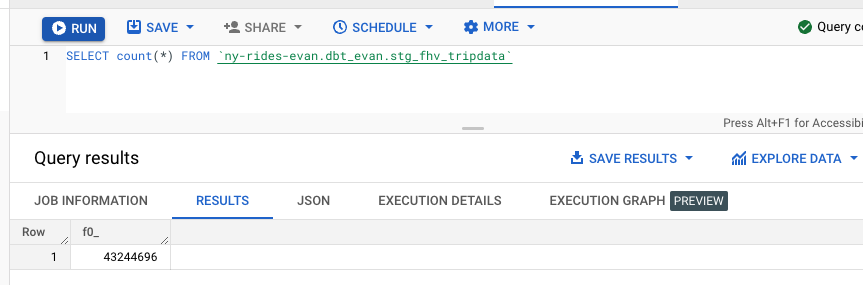 RUN SAVE SHARE SCHEDULE MORE Query co
1 SELECT count(*) FROM `ny-rides-evan.dbt_evan.stg_fhv_tripdata`
Press Alt+F1 for Accessibi
Query results SAVE RESULTS EXPLORE DATA
JOB INFORMATION RESULTS JSON EXECUTION DETAILS EXECUTION GRAPH PREVIEW
Row f0_
1 43244696